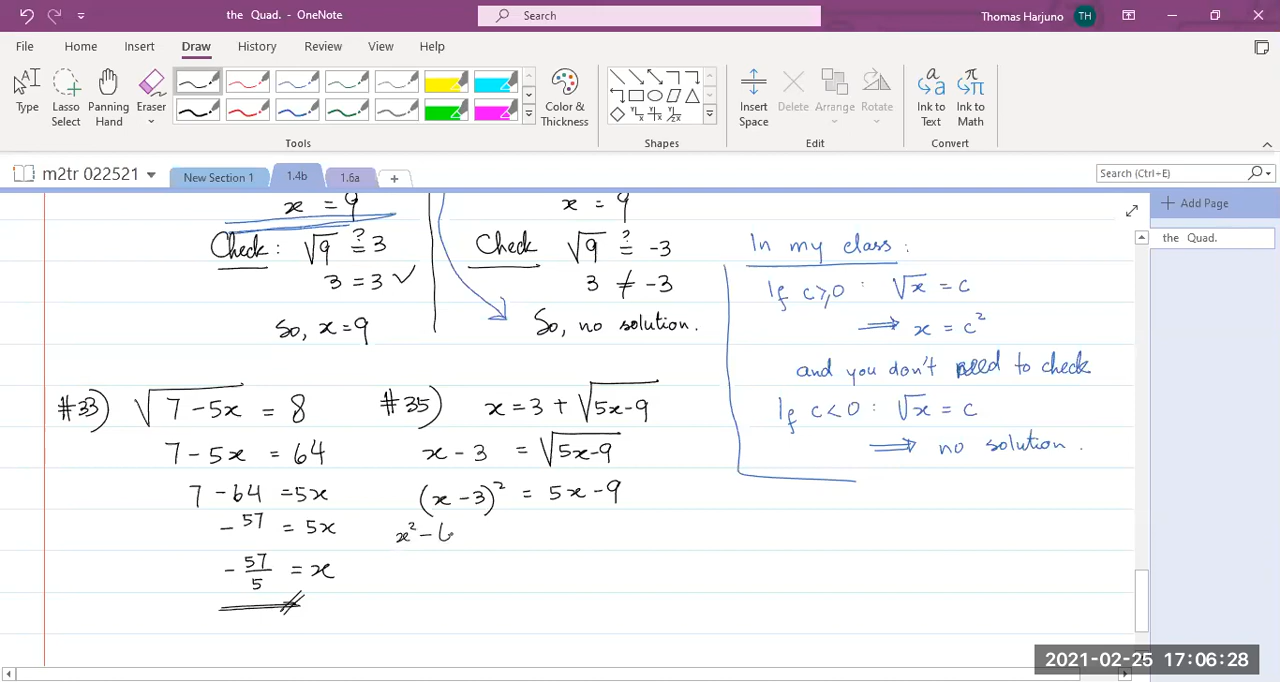 the Quad. - OneNote
Search
Thomas Harjuno TH
File Home Insert Draw History Review View Help
Type
Lasso Select
Panning Hand
Eraser
Color & Thickness
Insert Space
Delete
Arrange
Rotate
Ink to Text
Ink to Math
Tools
Shapes
Edit
Convert
m2tr 022521
New Section 1
1.4b
1.6a
Search (Ctrl+E)
Add Page
the Quad.
x = 9
Check: √9 ≟ 3
3 = 3 ✓
So, x = 9
x = 9
Check √9 ≟ -3
3 ≠ -3
So, no solution.
In my class:
If c ≥ 0 : √x = c
⟹ x = c²
and you don't need to check
If c < 0 : √x = c
⟹ no solution.
#33) √(7 - 5x) = 8
7 - 5x = 64
7 - 64 = 5x
- 57 = 5x
- 57/5 = x
#35) x = 3 + √(5x-9)
x - 3 = √(5x-9)
(x - 3)² = 5x - 9
x² - 6
2021-02-25 17:06:28